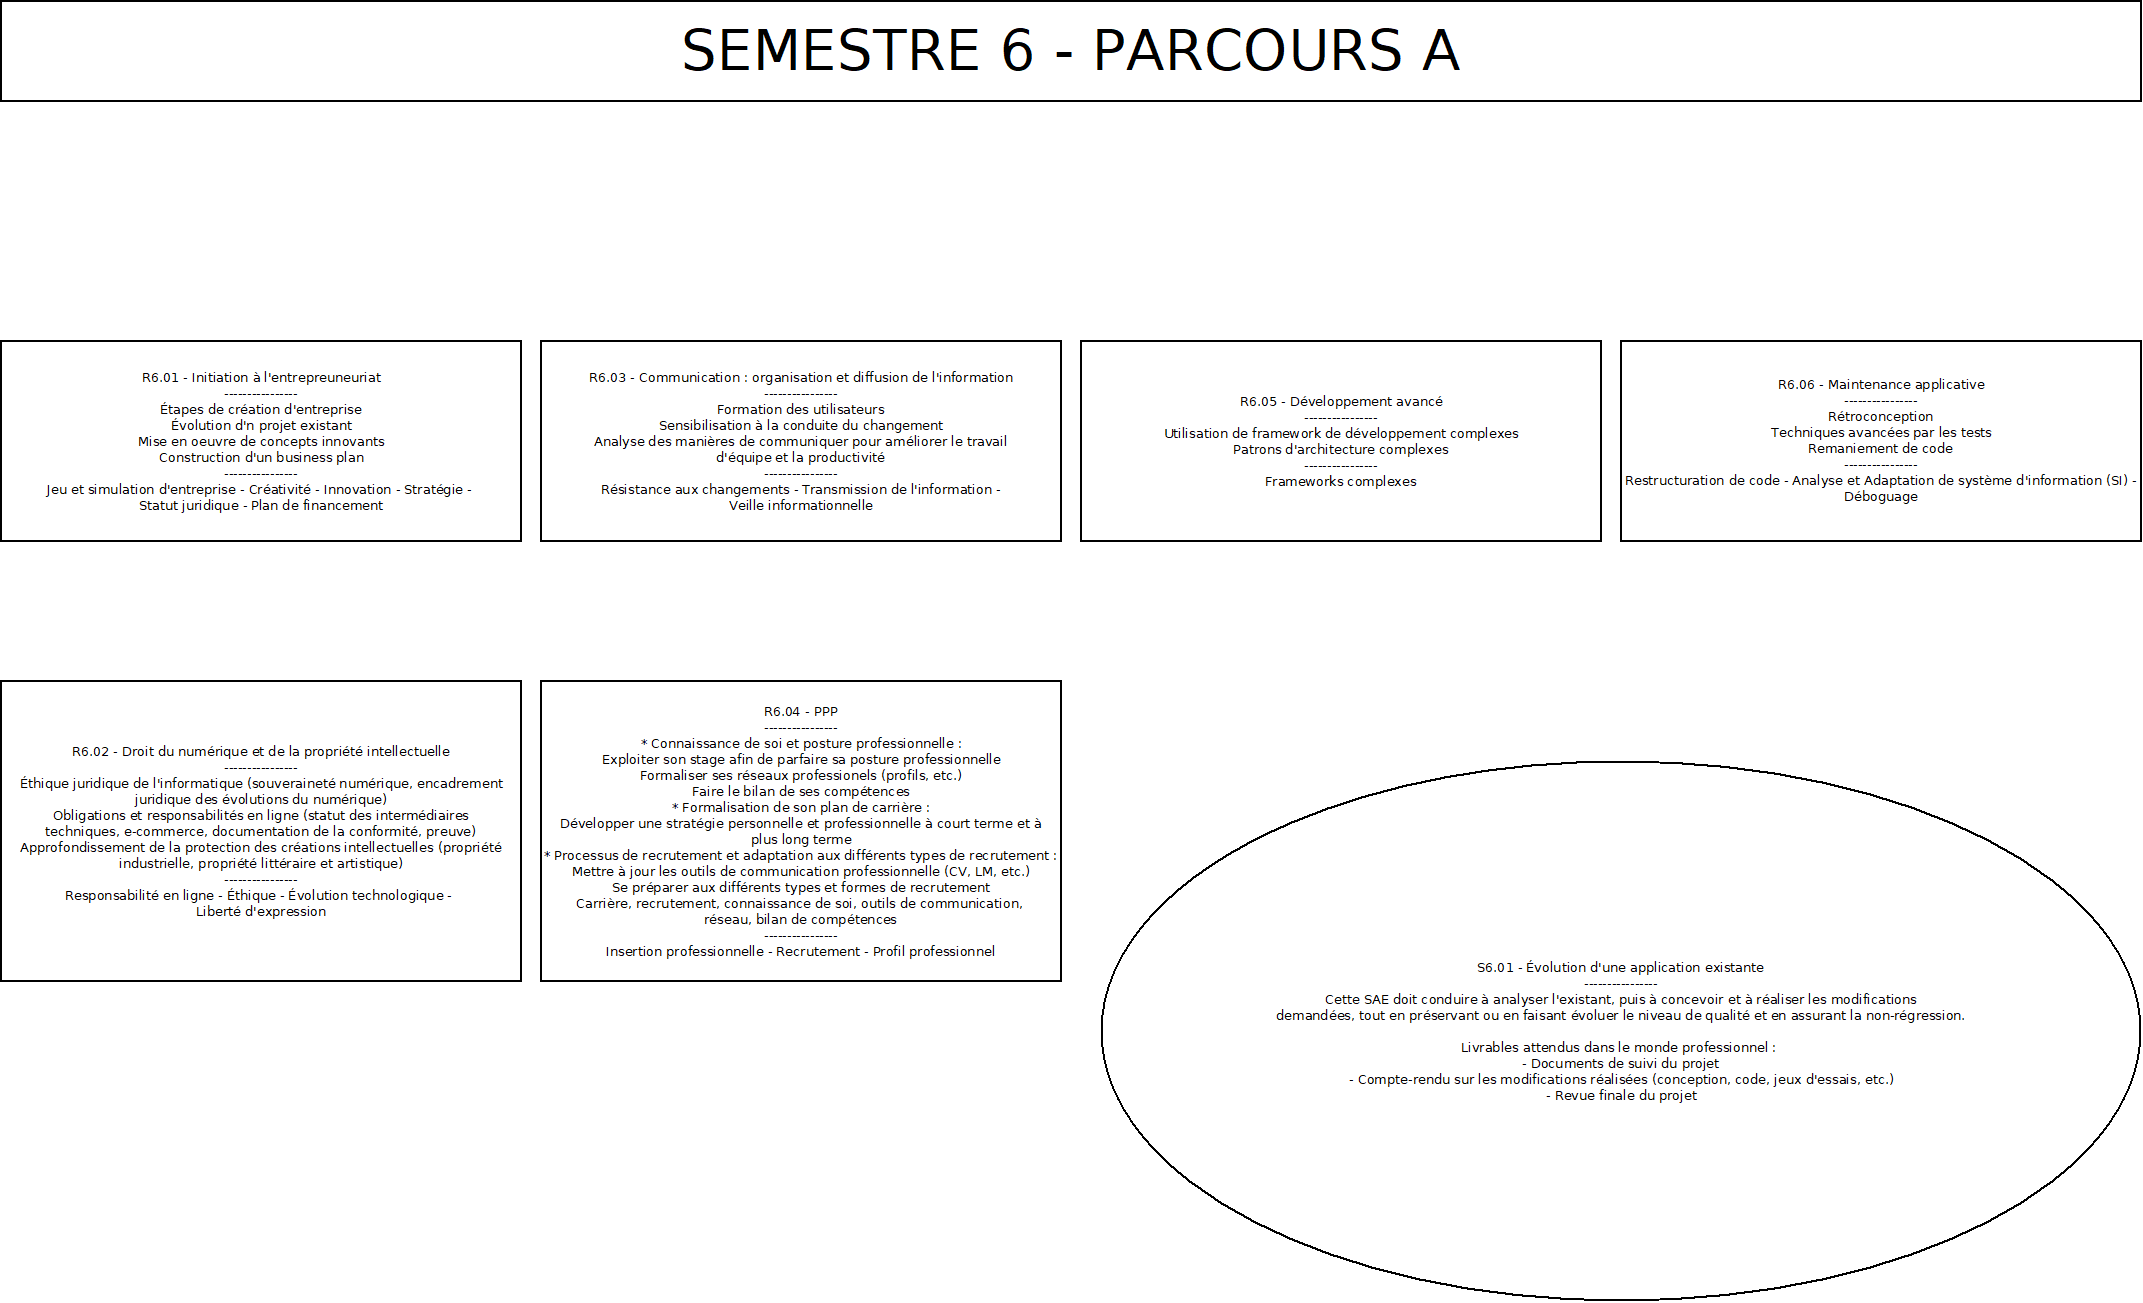 SEMESTRE 6 - PARCOURS A
R6.01 - Initiation à l'entrepreuneuriat
----------------
Étapes de création d'entreprise
Évolution d'n projet existant
Mise en oeuvre de concepts innovants
Construction d'un business plan
----------------
Jeu et simulation d'entreprise - Créativité - Innovation - Stratégie -
Statut juridique - Plan de financement
R6.03 - Communication : organisation et diffusion de l'information
----------------
Formation des utilisateurs
Sensibilisation à la conduite du changement
Analyse des manières de communiquer pour améliorer le travail
d'équipe et la productivité
----------------
Résistance aux changements - Transmission de l'information -
Veille informationnelle
R6.05 - Développement avancé
----------------
Utilisation de framework de développement complexes
Patrons d'architecture complexes
----------------
Frameworks complexes
R6.06 - Maintenance applicative
----------------
Rétroconception
Techniques avancées par les tests
Remaniement de code
----------------
Restructuration de code - Analyse et Adaptation de système d'information (SI) -
Déboguage
R6.02 - Droit du numérique et de la propriété intellectuelle
----------------
Éthique juridique de l'informatique (souveraineté numérique, encadrement
juridique des évolutions du numérique)
Obligations et responsabilités en ligne (statut des intermédiaires
techniques, e-commerce, documentation de la conformité, preuve)
Approfondissement de la protection des créations intellectuelles (propriété
industrielle, propriété littéraire et artistique)
----------------
Responsabilité en ligne - Éthique - Évolution technologique -
Liberté d'expression
R6.04 - PPP
----------------
* Connaissance de soi et posture professionnelle :
Exploiter son stage afin de parfaire sa posture professionnelle
Formaliser ses réseaux professionels (profils, etc.)
Faire le bilan de ses compétences
* Formalisation de son plan de carrière :
Développer une stratégie personnelle et professionnelle à court terme et à
plus long terme
* Processus de recrutement et adaptation aux différents types de recrutement :
Mettre à jour les outils de communication professionnelle (CV, LM, etc.)
Se préparer aux différents types et formes de recrutement
Carrière, recrutement, connaissance de soi, outils de communication,
réseau, bilan de compétences
----------------
Insertion professionnelle - Recrutement - Profil professionnel
S6.01 - Évolution d'une application existante
----------------
Cette SAE doit conduire à analyser l'existant, puis à concevoir et à réaliser les modifications
demandées, tout en préservant ou en faisant évoluer le niveau de qualité et en assurant la non-régression.
Livrables attendus dans le monde professionnel :
- Documents de suivi du projet
- Compte-rendu sur les modifications réalisées (conception, code, jeux d'essais, etc.)
- Revue finale du projet